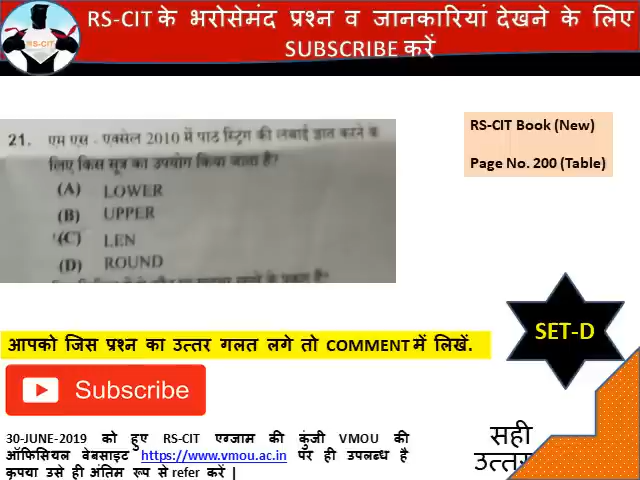 RS-CIT के भरोसेमंद प्रश्न व जानकारियां देखने के लिए
SUBSCRIBE करें
RS-CIT
RS-CIT Book (New)
Page No. 200 (Table)
21. एम एस - एक्सेल 2010 में पाठ स्ट्रिंग की लंबाई ज्ञात करने के
लिए किस सूत्र का उपयोग किया जाता है?
(A) LOWER
(B) UPPER
(C) LEN
(D) ROUND
SET-D
आपको जिस प्रश्न का उत्तर गलत लगे तो COMMENT में लिखें.
Subscribe
30-JUNE-2019 को हुए RS-CIT एग्जाम की कुंजी VMOU की
ऑफिसियल वेबसाइट https://www.vmou.ac.in पर ही उपलब्ध है
कृपया उसे ही अंतिम रूप से refer करें |
सही
उत्तर